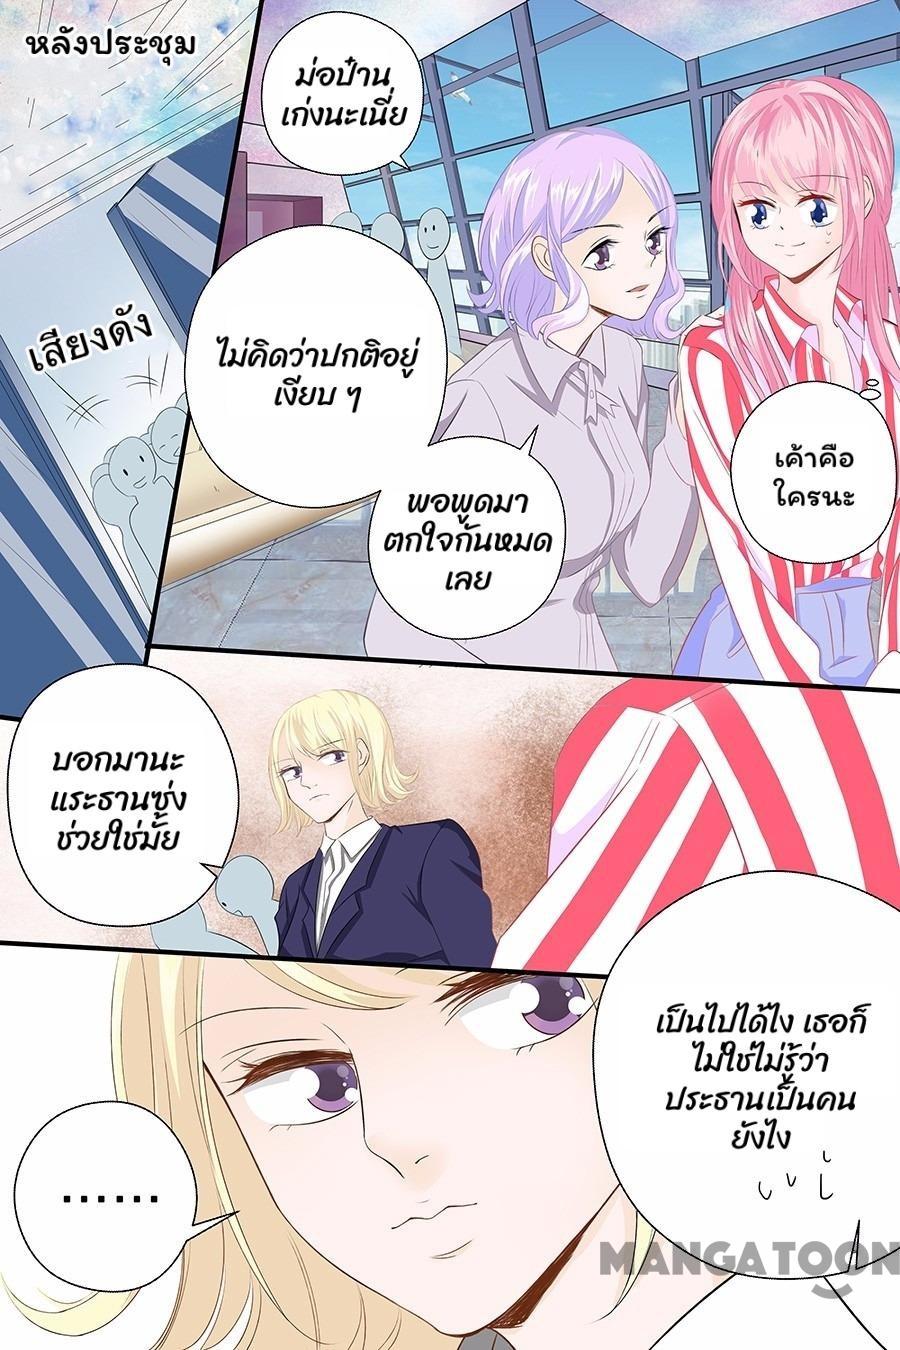 หลังประชุม
ม่อป๋าน
เก่งนะเนี่ย
ไม่คิดว่าปกติอยู่
เงียบ ๆ
เสียงดัง
พอพูดมา
ตกใจกันหมด
เลย
เค้าคือ
ใครนะ
บอกมานะ
แระธานซ่ง
ช่วยใช่มั้ย
เป็นไปได้ไง เธอก็
ไม่ใช่ไม่รู้ว่า
ประธานเป็นคน
ยังไง
......
MANGATOON